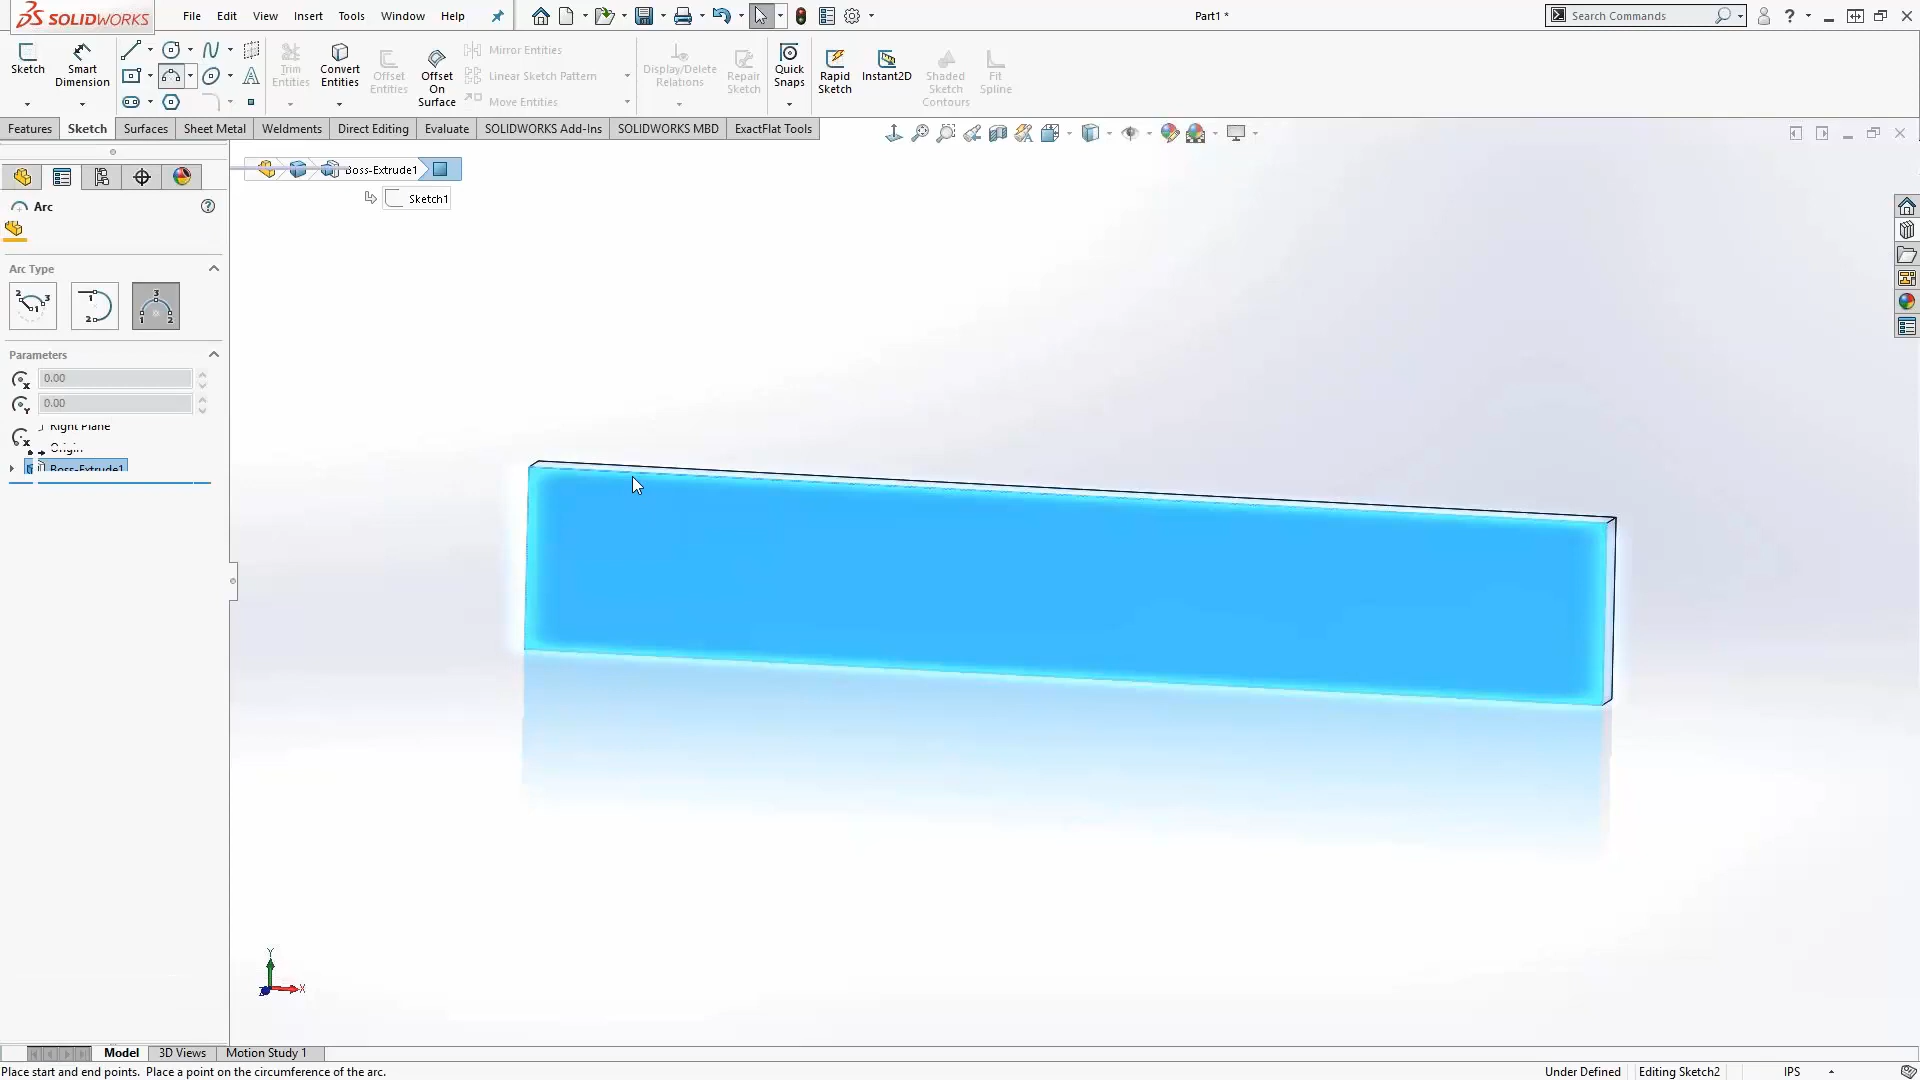 SOLIDWORKS
File Edit View Insert Tools Window Help
Part1 *
Search Commands
Sketch
Smart Dimension
Trim Entities
Convert Entities
Offset Entities
Offset On Surface
Mirror Entities
Linear Sketch Pattern
Move Entities
Display/Delete Relations
Repair Sketch
Quick Snaps
Rapid Sketch
Instant2D
Shaded Sketch Contours
Fit Spline
Features Sketch Surfaces Sheet Metal Weldments Direct Editing Evaluate SOLIDWORKS Add-Ins SOLIDWORKS MBD ExactFlat Tools
Boss-Extrude1
Sketch1
Arc
Arc Type
Parameters
0.00
0.00
Right Plane
Origin
Boss-Extrude1
Y
X
Z
Model 3D Views Motion Study 1
Place start and end points. Place a point on the circumference of the arc.
Under Defined Editing Sketch2 IPS